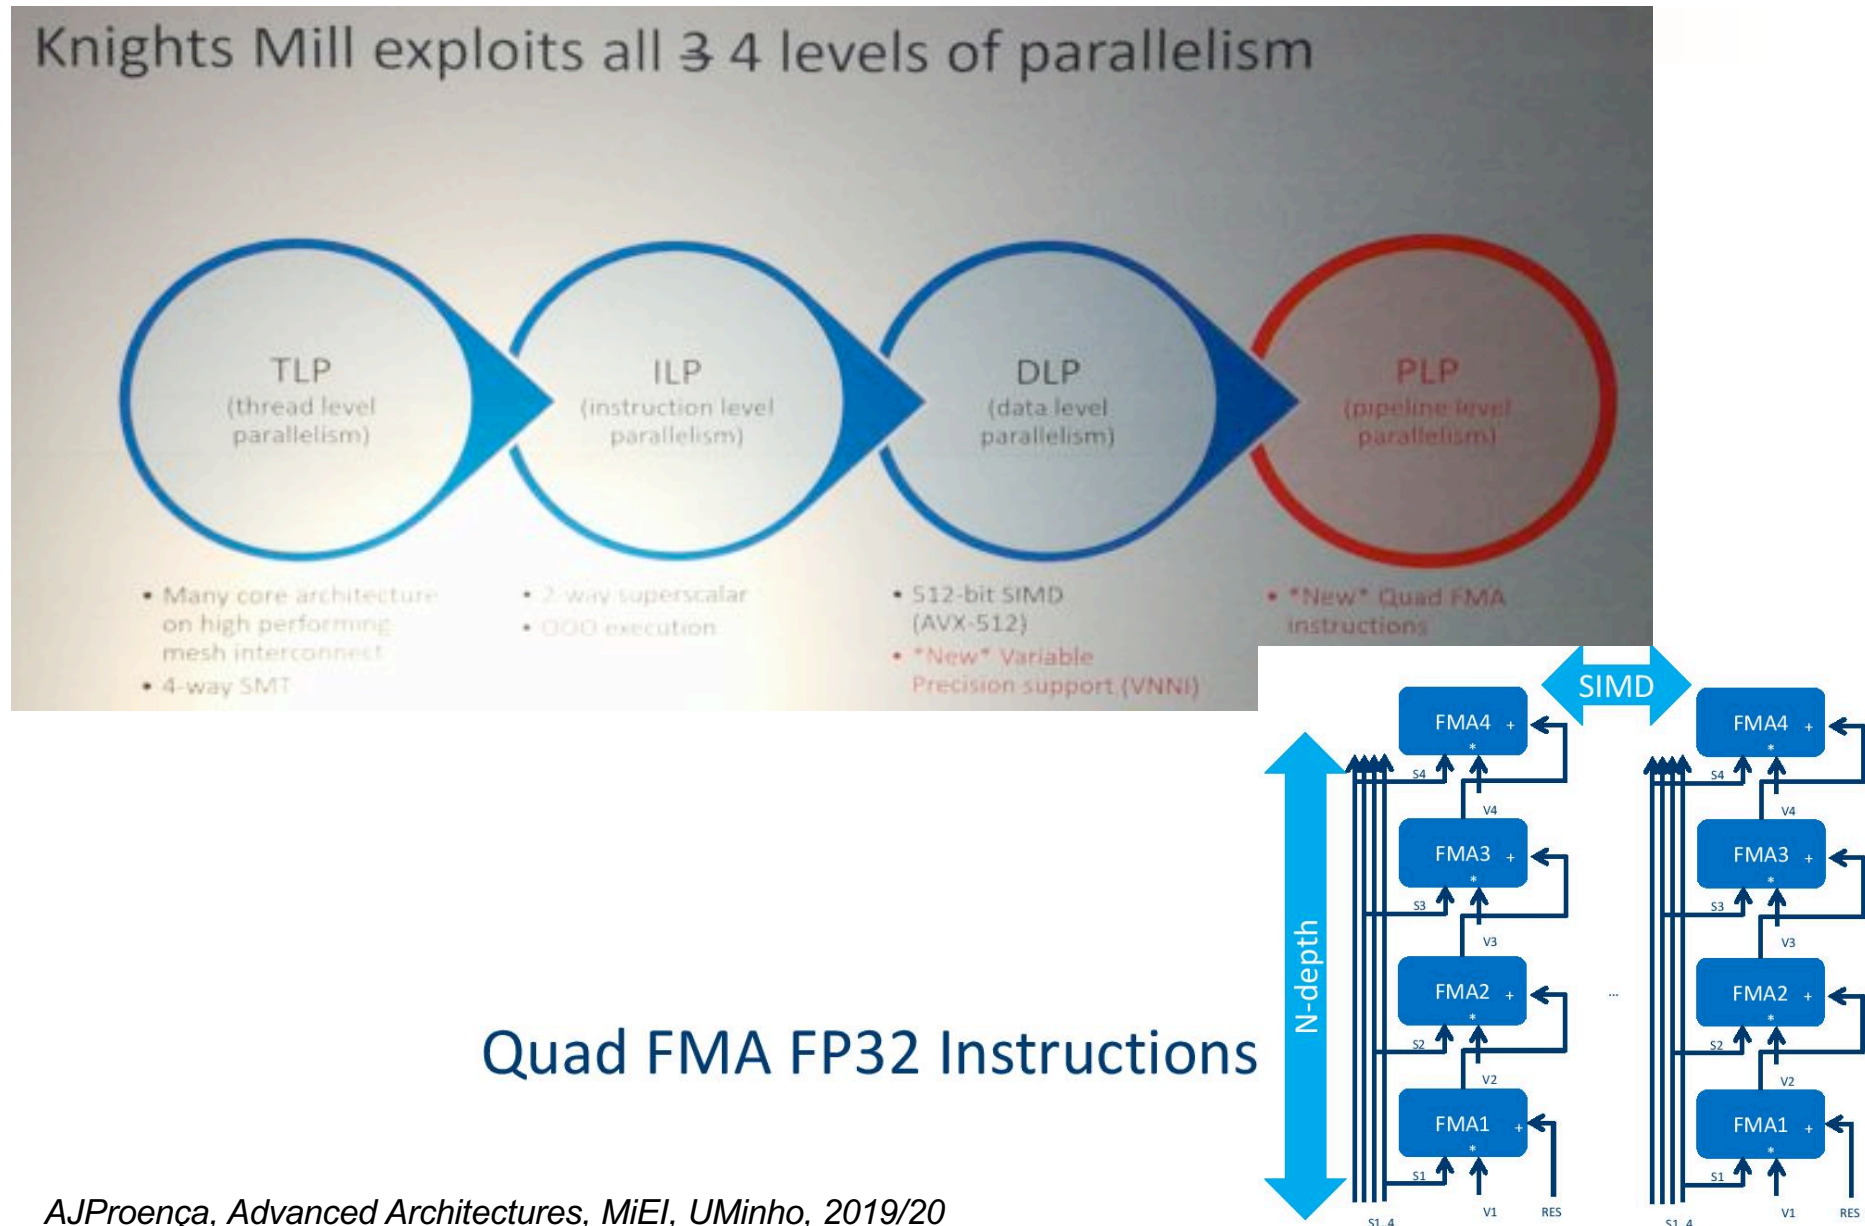 Knights Mill exploits all 3 4 levels of parallelism
TLP
(thread level
parallelism)
ILP
(instruction level
parallelism)
DLP
(data level
parallelism)
PLP
(pipeline level
parallelism)
• Many core architecture
on high performing
mesh interconnect
• 4-way SMT
• 2-way superscalar
• OOO execution
• 512-bit SIMD
(AVX-512)
• *New* Variable
Precision support (VNNI)
• *New* Quad FMA
instructions
Quad FMA FP32 Instructions
N-depth
SIMD
FMA4 +
*
S4
V4
FMA3 +
*
S3
V3
FMA2 +
*
S2
V2
FMA1 +
*
S1
V1
RES
S1..4
...
FMA4 +
*
S4
V4
FMA3 +
*
S3
V3
FMA2 +
*
S2
V2
FMA1 +
*
S1
V1
RES
S1..4
AJProença, Advanced Architectures, MiEI, UMinho, 2019/20